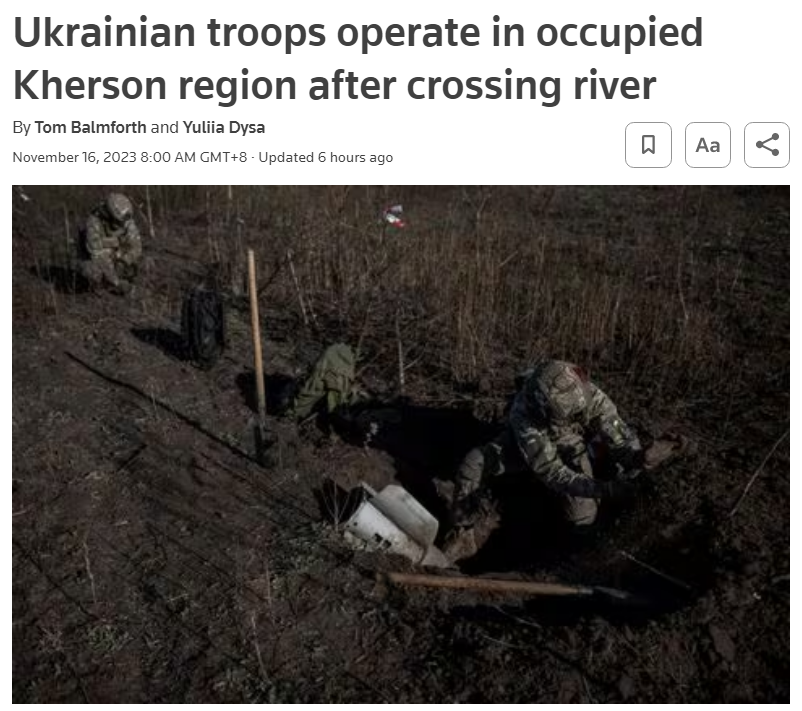 Ukrainian troops operate in occupied
Kherson region after crossing river
By Tom Balmforth and Yuliia Dysa
November 16, 2023 8:00 AM GMT+8 · Updated 6 hours ago
Aa